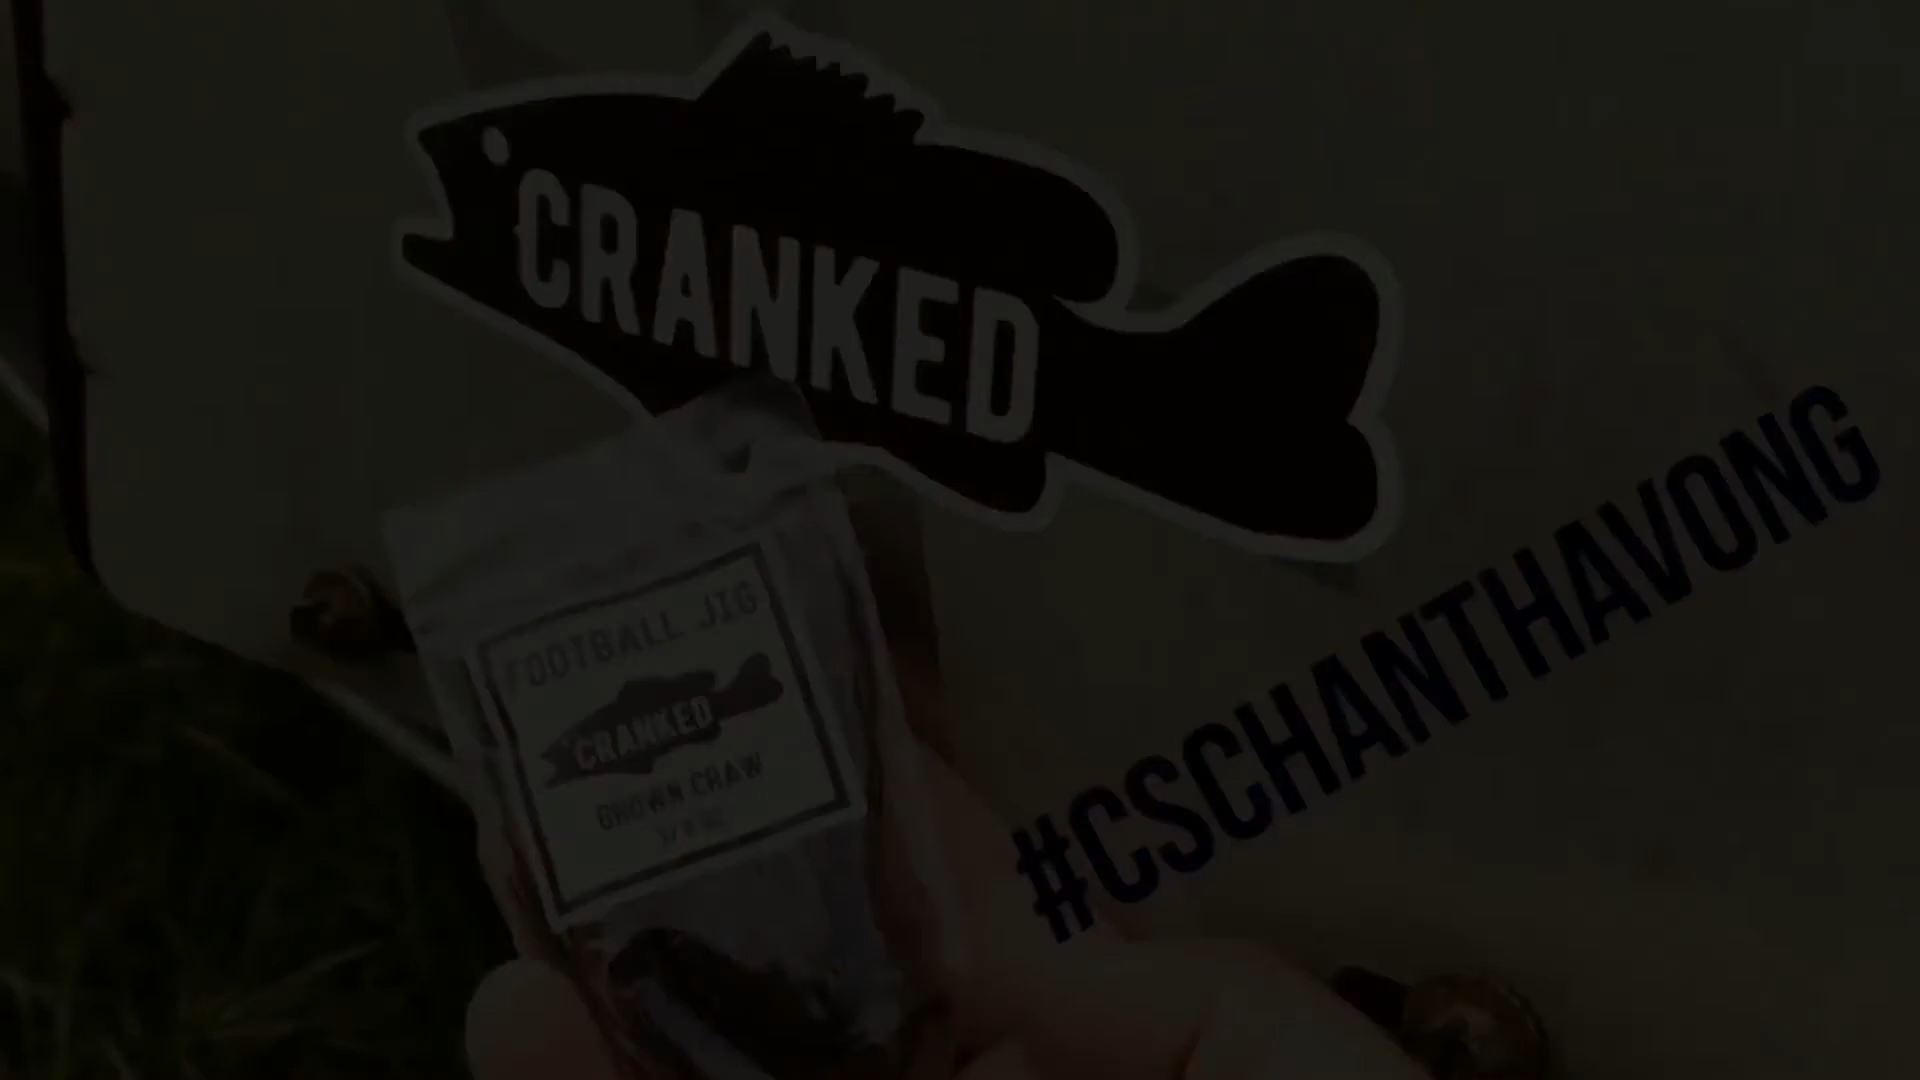 CRANKED
FOOTBALL JIG
CRANKED
BROWN CRAW
#CSCHANTHAVONG